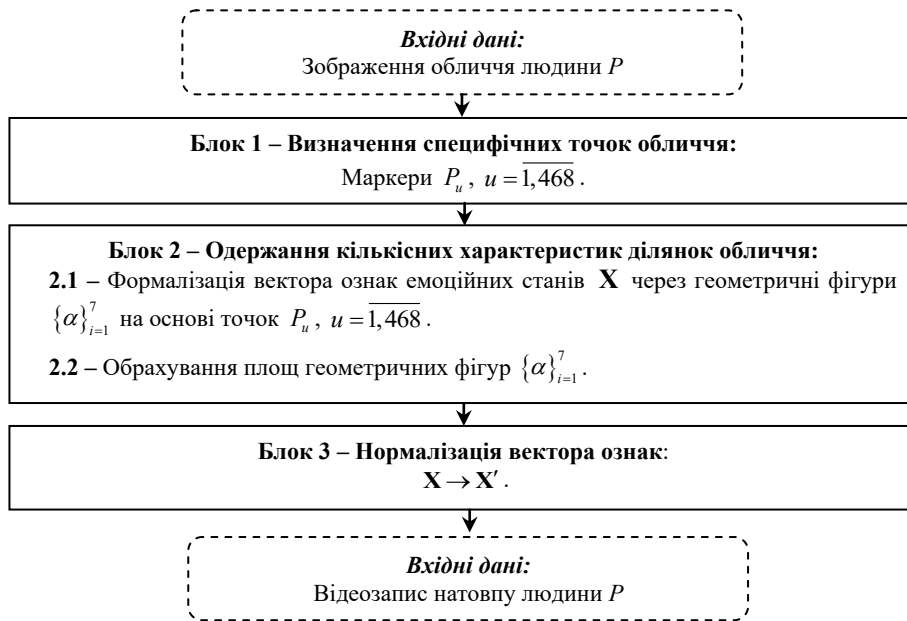 Вхідні дані:
Зображення обличчя людини P
Блок 1 – Визначення специфічних точок обличчя:
Маркери P_u , u = \overline{1,468} .
Блок 2 – Одержання кількісних характеристик ділянок обличчя:
2.1 – Формалізація вектора ознак емоційних станів X через геометричні фігури
{α}_{i=1}^{7} на основі точок P_u , u = \overline{1,468} .
2.2 – Обрахування площ геометричних фігур {α}_{i=1}^{7} .
Блок 3 – Нормалізація вектора ознак:
X → X′ .
Вхідні дані:
Відеозапис натовпу людини P